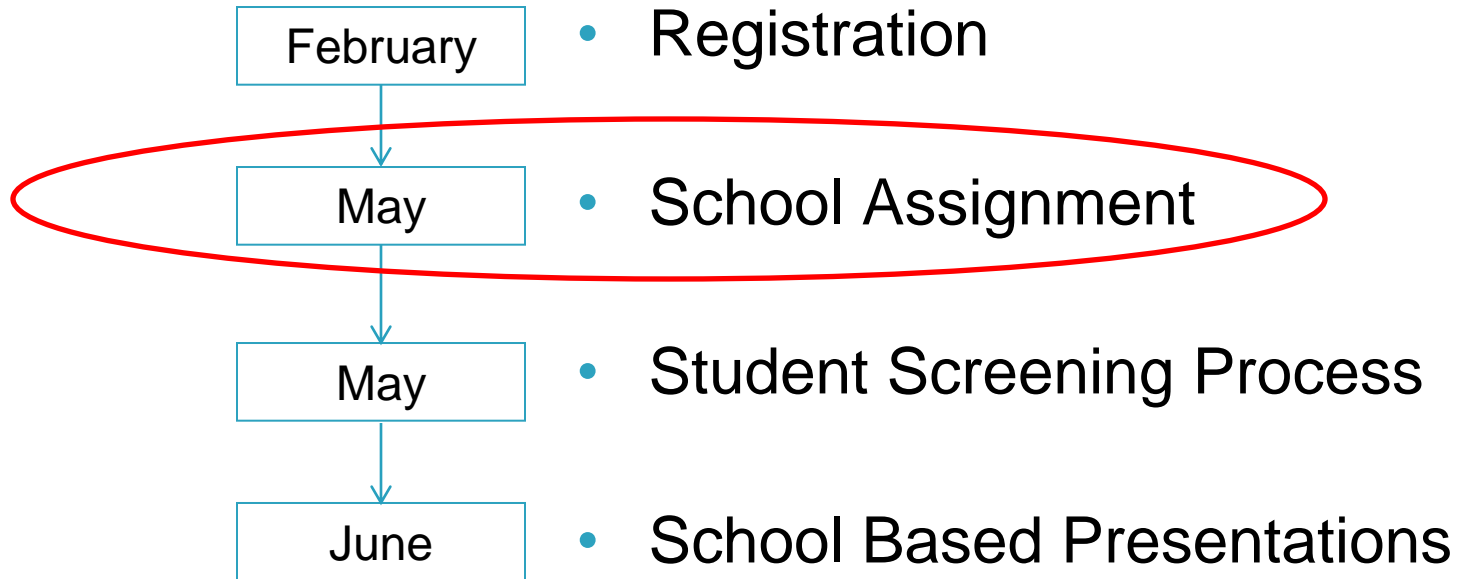 February • Registration
May • School Assignment
May • Student Screening Process
June • School Based Presentations